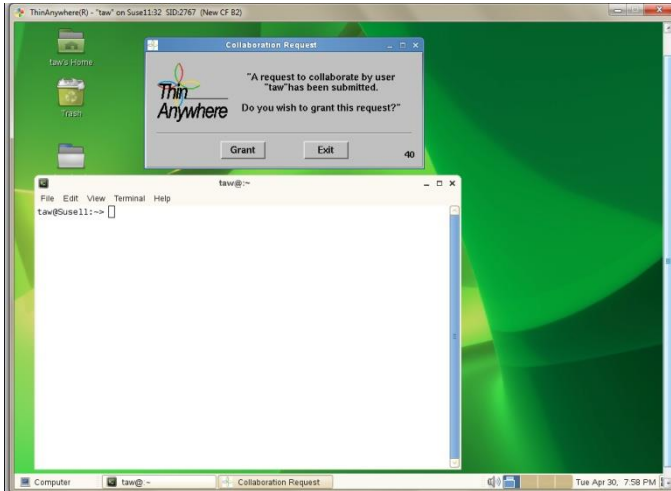 ThinAnywhere(R) - "taw" on Suse11:32 SID:2767 (New CF B2)
taw's Home
Trash
Collaboration Request
Thin
Anywhere
"A request to collaborate by user
"taw"has been submitted.
Do you wish to grant this request?"
Grant
Exit
40
taw@:~
File Edit View Terminal Help
taw@Suse11:~>
Computer
taw@:~
Collaboration Request
Tue Apr 30, 7:58 PM